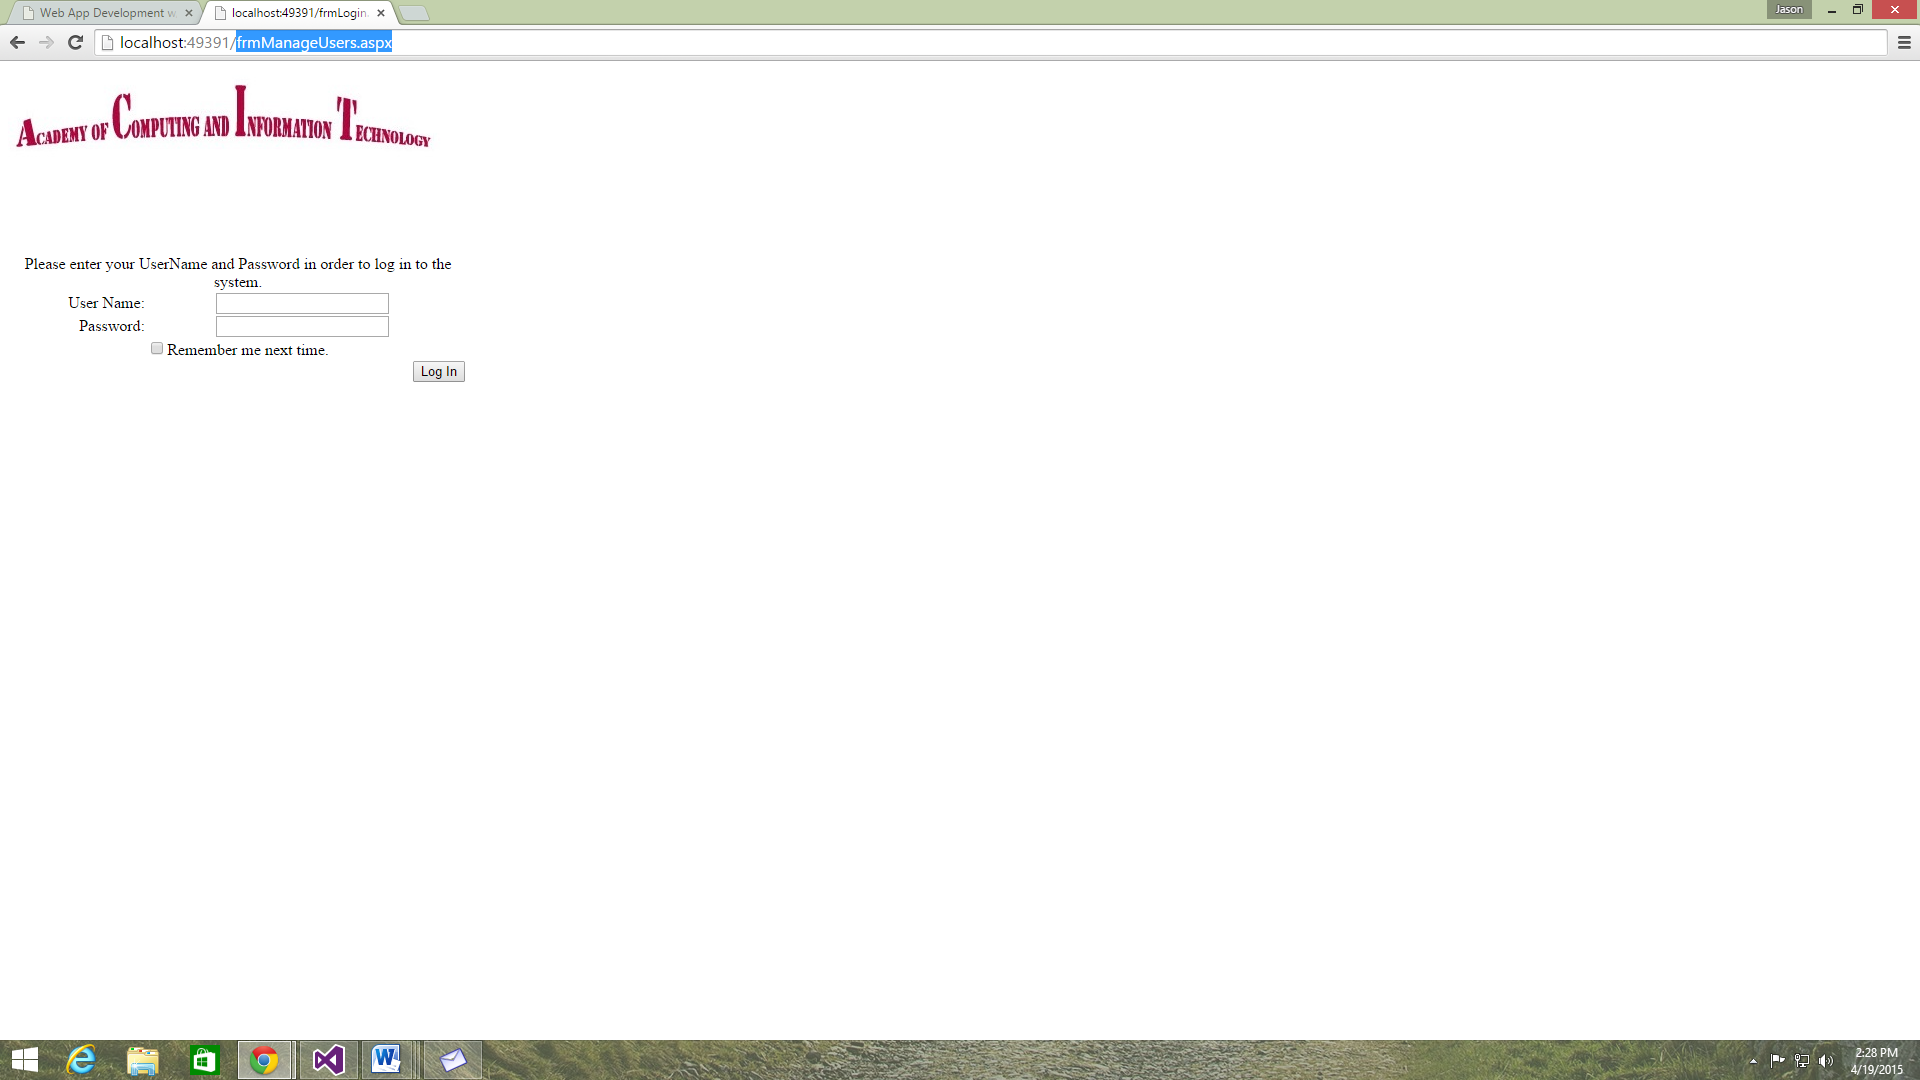 Web App Development w
localhost:49391/frmLogin.
Jason
localhost:49391/frmManageUsers.aspx
Academy of Computing and Information Technology
Please enter your UserName and Password in order to log in to the
system.
User Name:
Password:
Remember me next time.
Log In
2:28 PM
4/19/2015